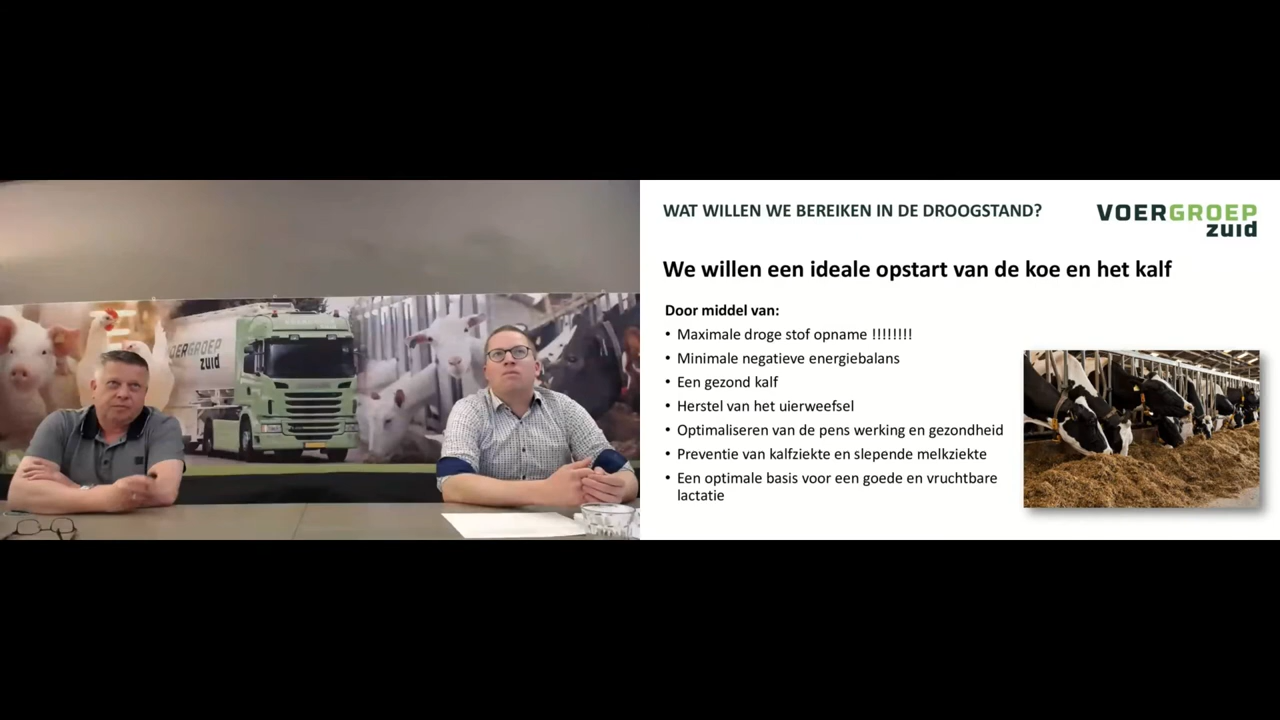 VOERGROEP
zuid
WAT WILLEN WE BEREIKEN IN DE DROOGSTAND?
VOERGROEP
zuid
We willen een ideale opstart van de koe en het kalf
Door middel van:
• Maximale droge stof opname !!!!!!!!
• Minimale negatieve energiebalans
• Een gezond kalf
• Herstel van het uierweefsel
• Optimaliseren van de pens werking en gezondheid
• Preventie van kalfziekte en slepende melkziekte
• Een optimale basis voor een goede en vruchtbare
lactatie